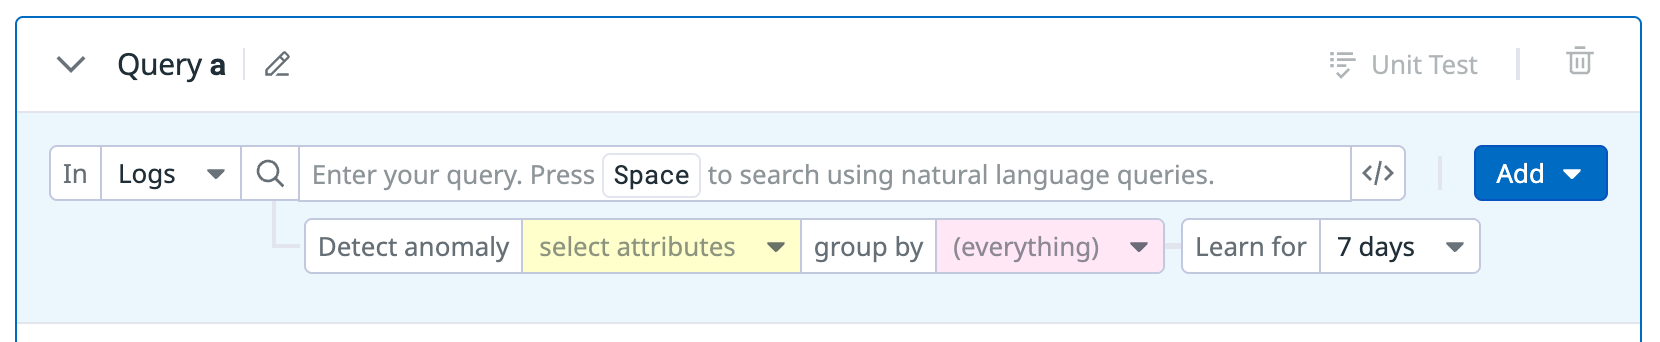 Query a Unit Test
In Logs Enter your query. Press Space to search using natural language queries. </> Add
Detect anomaly select attributes group by (everything) Learn for 7 days